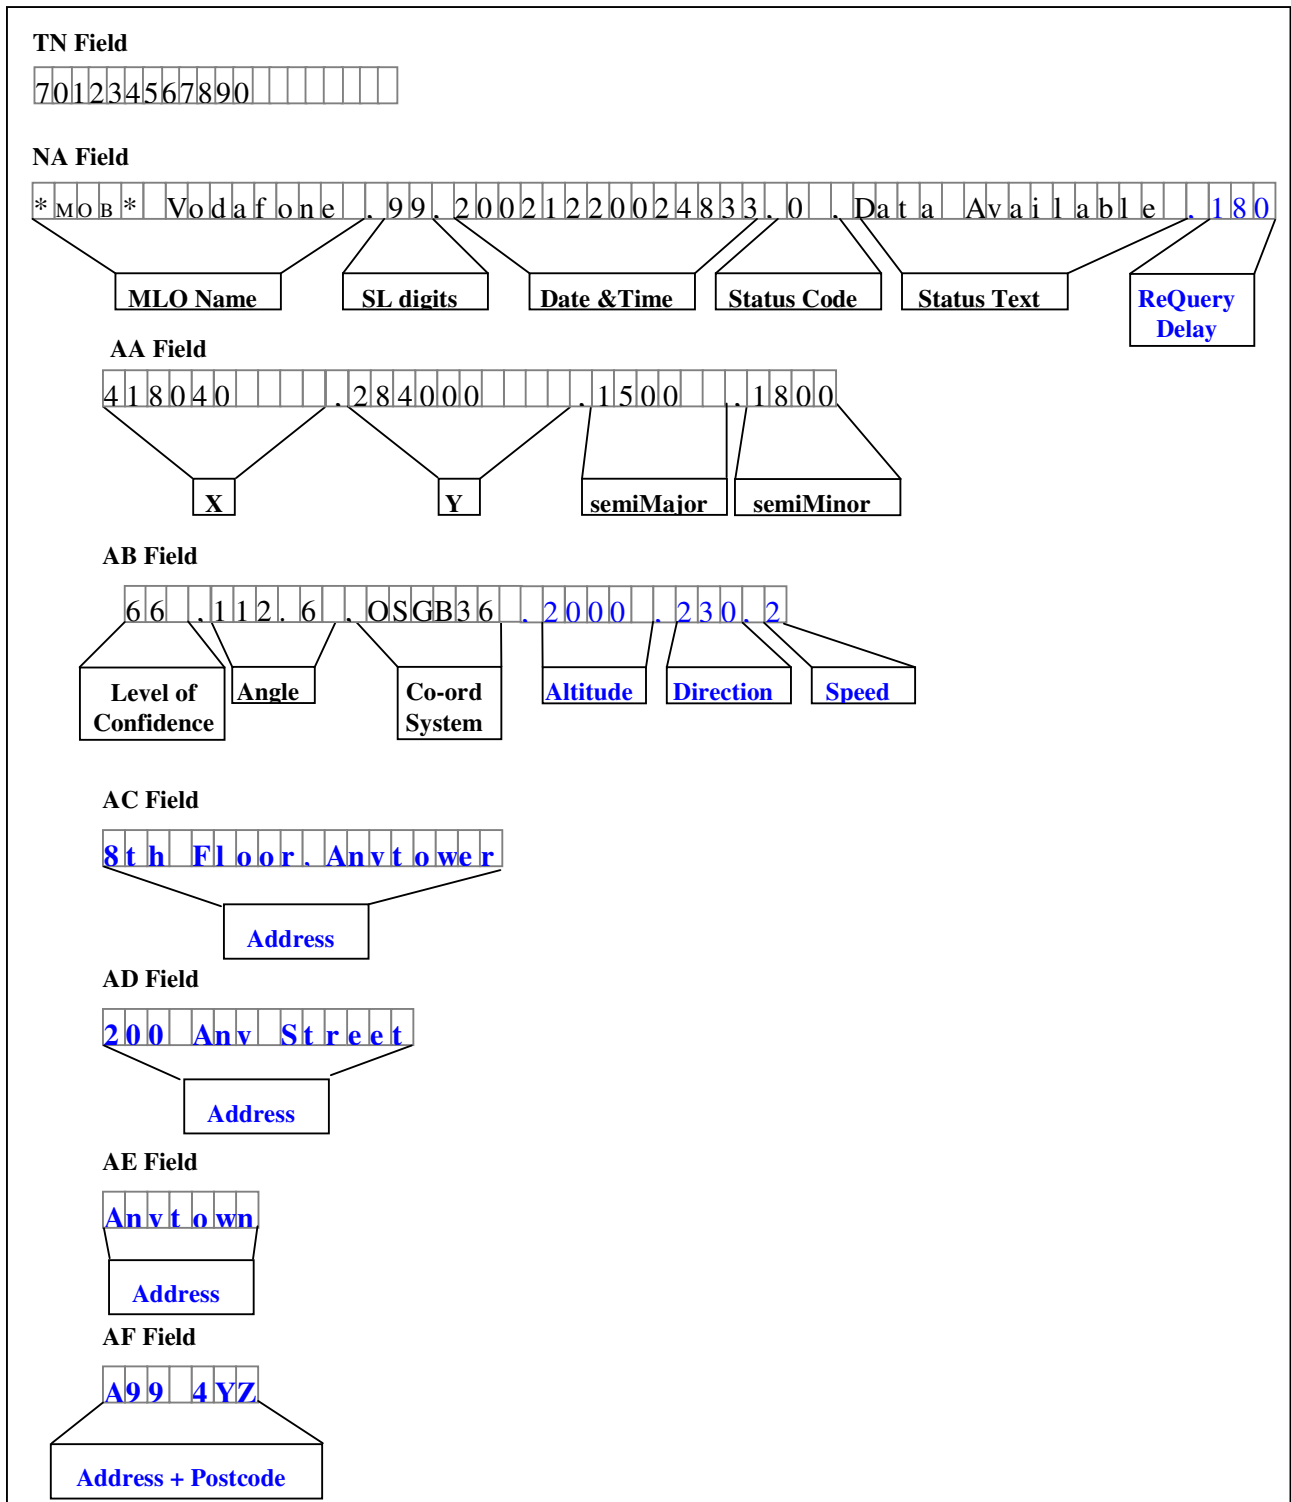 TN Field
701234567890
NA Field
*MOB* Vodafone ,99,20021220024833,0 ,Data Available ,180
MLO Name SL digits Date &Time Status Code Status Text ReQuery
Delay
AA Field
418040 ,284000 ,1500 ,1800
X Y semiMajor semiMinor
AB Field
66 ,112.6 ,OSGB36 ,2000 ,230,2
Level of Angle Co-ord Altitude Direction Speed
Confidence System
AC Field
8th Floor, Anytower
Address
AD Field
200 Any Street
Address
AE Field
Anytown
Address
AF Field
A99 4YZ
Address + Postcode